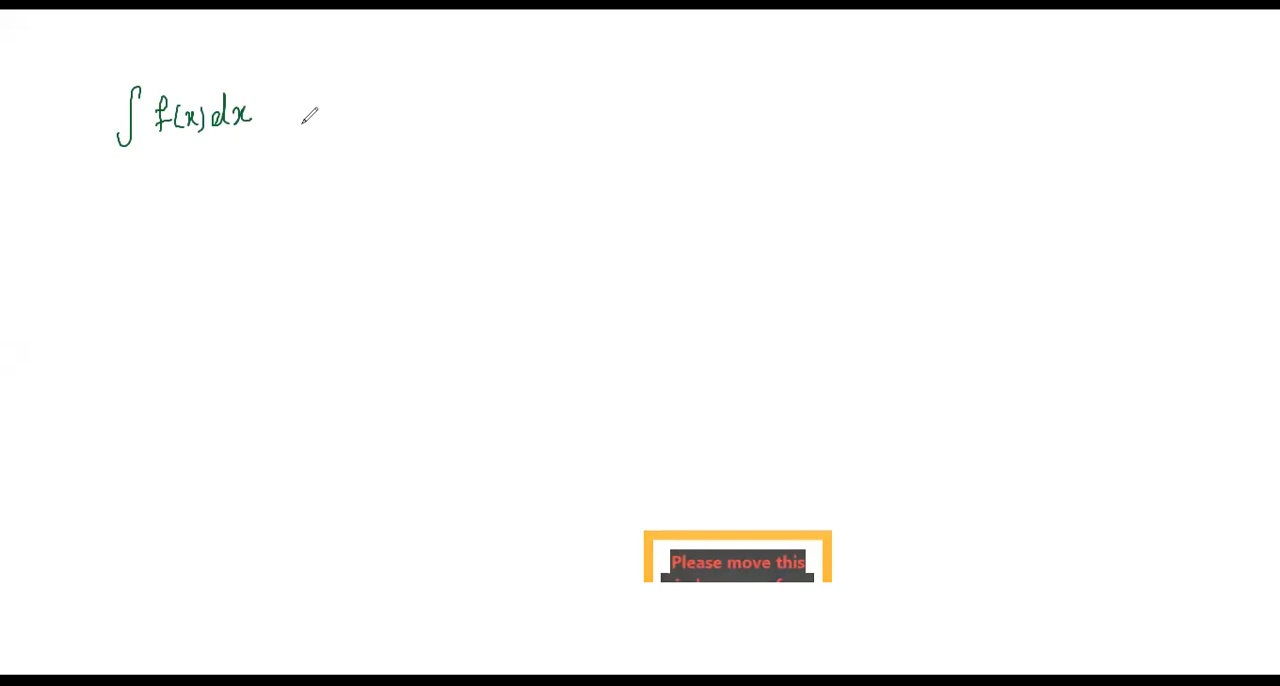 ∫ f(x) dx
Please move this